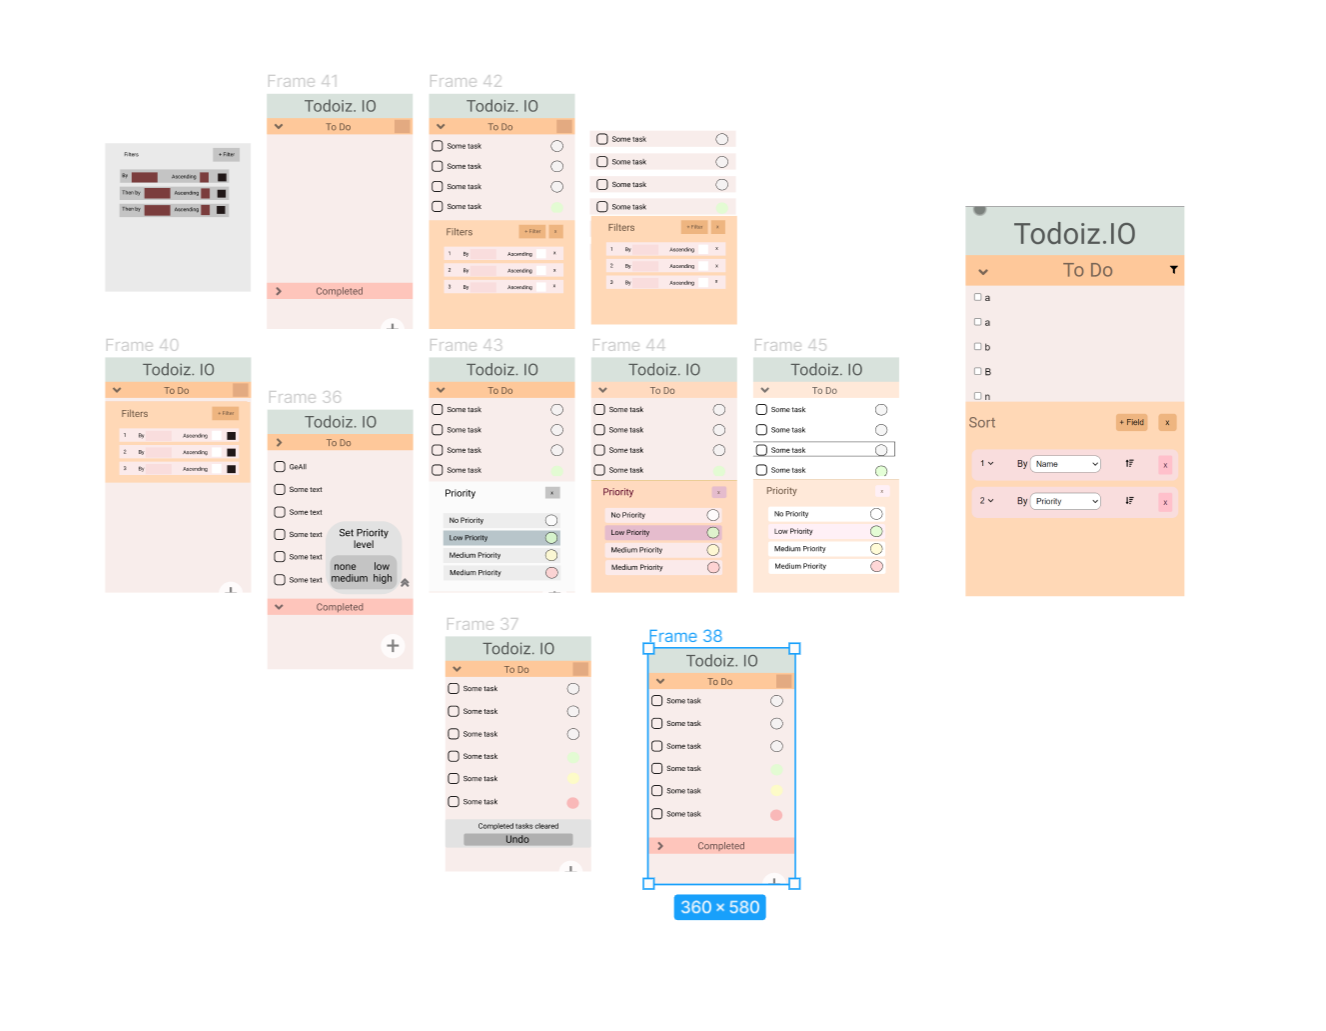 Frame 41
Todoiz. IO
To Do
Completed
Frame 42
Todoiz. IO
To Do
Some task
Some task
Some task
Some task
Filters + Filter x
1 By Ascending x
2 By Ascending x
3 By Ascending x
Some task
Some task
Some task
Some task
Filters + Filter x
1 By Ascending x
2 By Ascending x
3 By Ascending x
Filters + Filter
By Ascending
Then by Ascending
Then by Ascending
Todoiz.IO
To Do
a
a
b
B
n
Sort + Field x
1 By Name x
2 By Priority x
Frame 40
Todoiz. IO
To Do
Filters + Filter
1 By Ascending
2 By Ascending
3 By Ascending
Frame 36
Todoiz. IO
To Do
GeAll
Some text
Some text
Some text
Some text
Some text
Set Priority
level
none low
medium high
Completed
Frame 43
Todoiz. IO
To Do
Some task
Some task
Some task
Some task
Priority x
No Priority
Low Priority
Medium Priority
Medium Priority
Frame 44
Todoiz. IO
To Do
Some task
Some task
Some task
Some task
Priority x
No Priority
Low Priority
Medium Priority
Medium Priority
Frame 45
Todoiz. IO
To Do
Some task
Some task
Some task
Some task
Priority x
No Priority
Low Priority
Medium Priority
Medium Priority
Frame 37
Todoiz. IO
To Do
Some task
Some task
Some task
Some task
Some task
Some task
Completed tasks cleared
Undo
Frame 38
Todoiz. IO
To Do
Some task
Some task
Some task
Some task
Some task
Some task
Completed
360 × 580